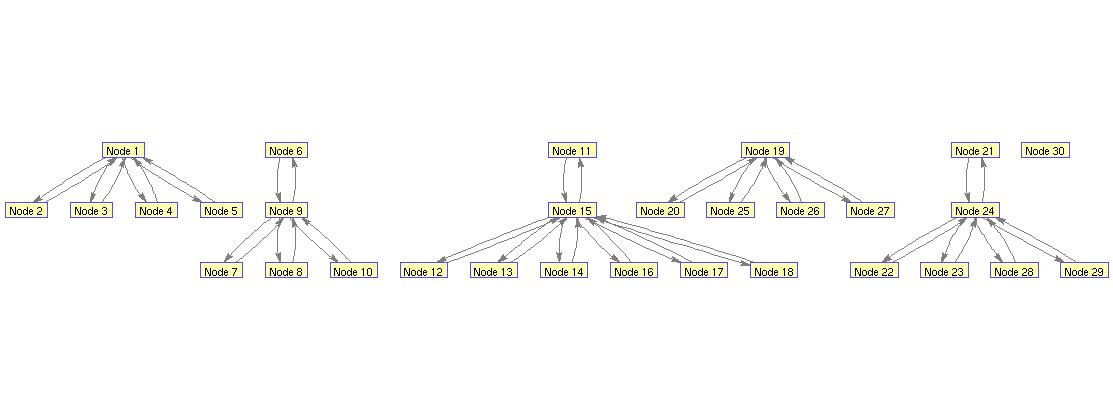 Node 1
Node 6
Node 11
Node 19
Node 21
Node 30
Node 2
Node 3
Node 4
Node 5
Node 9
Node 15
Node 20
Node 25
Node 26
Node 27
Node 24
Node 7
Node 8
Node 10
Node 12
Node 13
Node 14
Node 16
Node 17
Node 18
Node 22
Node 23
Node 28
Node 29